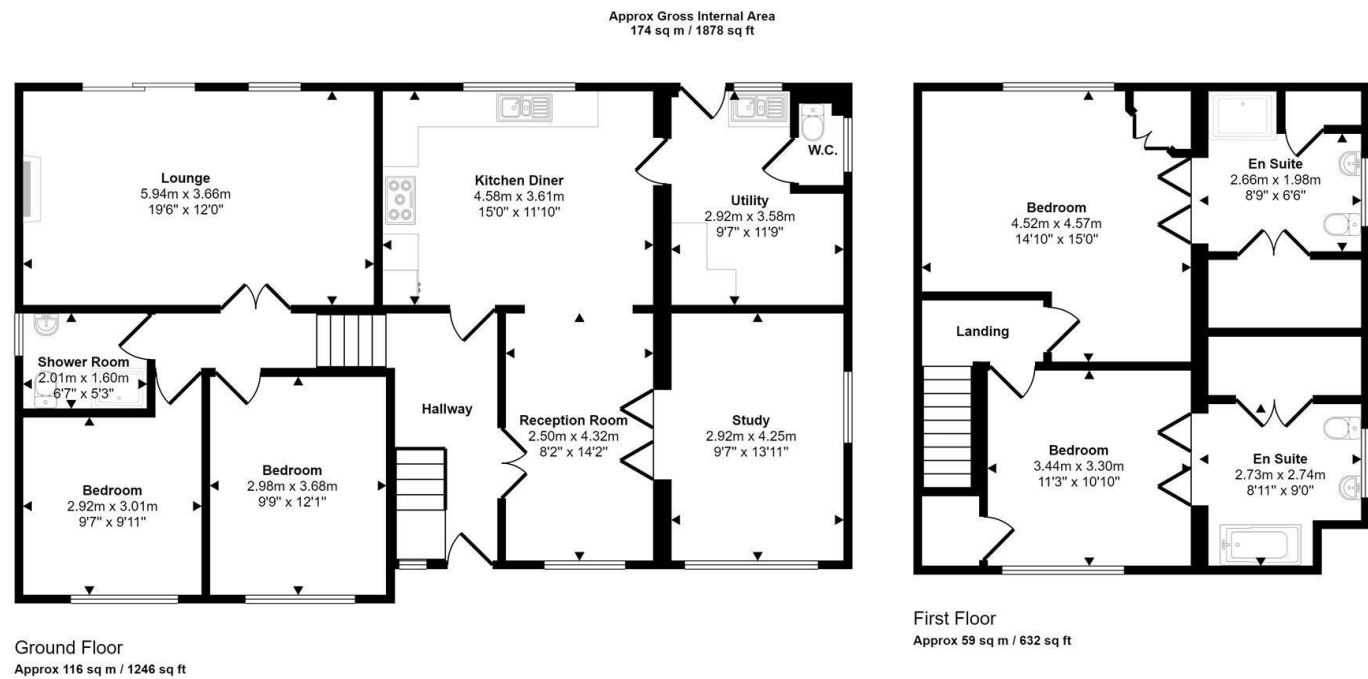 Approx Gross Internal Area
174 sq m / 1878 sq ft
Lounge
5.94m x 3.66m
19'6" x 12'0"
Kitchen Diner
4.58m x 3.61m
15'0" x 11'10"
W.C.
Utility
2.92m x 3.58m
9'7" x 11'9"
Shower Room
2.01m x 1.60m
6'7" x 5'3"
Hallway
Reception Room
2.50m x 4.32m
8'2" x 14'2"
Study
2.92m x 4.25m
9'7" x 13'11"
Bedroom
2.92m x 3.01m
9'7" x 9'11"
Bedroom
2.98m x 3.68m
9'9" x 12'1"
Ground Floor
Approx 116 sq m / 1246 sq ft
En Suite
2.66m x 1.98m
8'9" x 6'6"
Bedroom
4.52m x 4.57m
14'10" x 15'0"
Landing
Bedroom
3.44m x 3.30m
11'3" x 10'10"
En Suite
2.73m x 2.74m
8'11" x 9'0"
First Floor
Approx 59 sq m / 632 sq ft